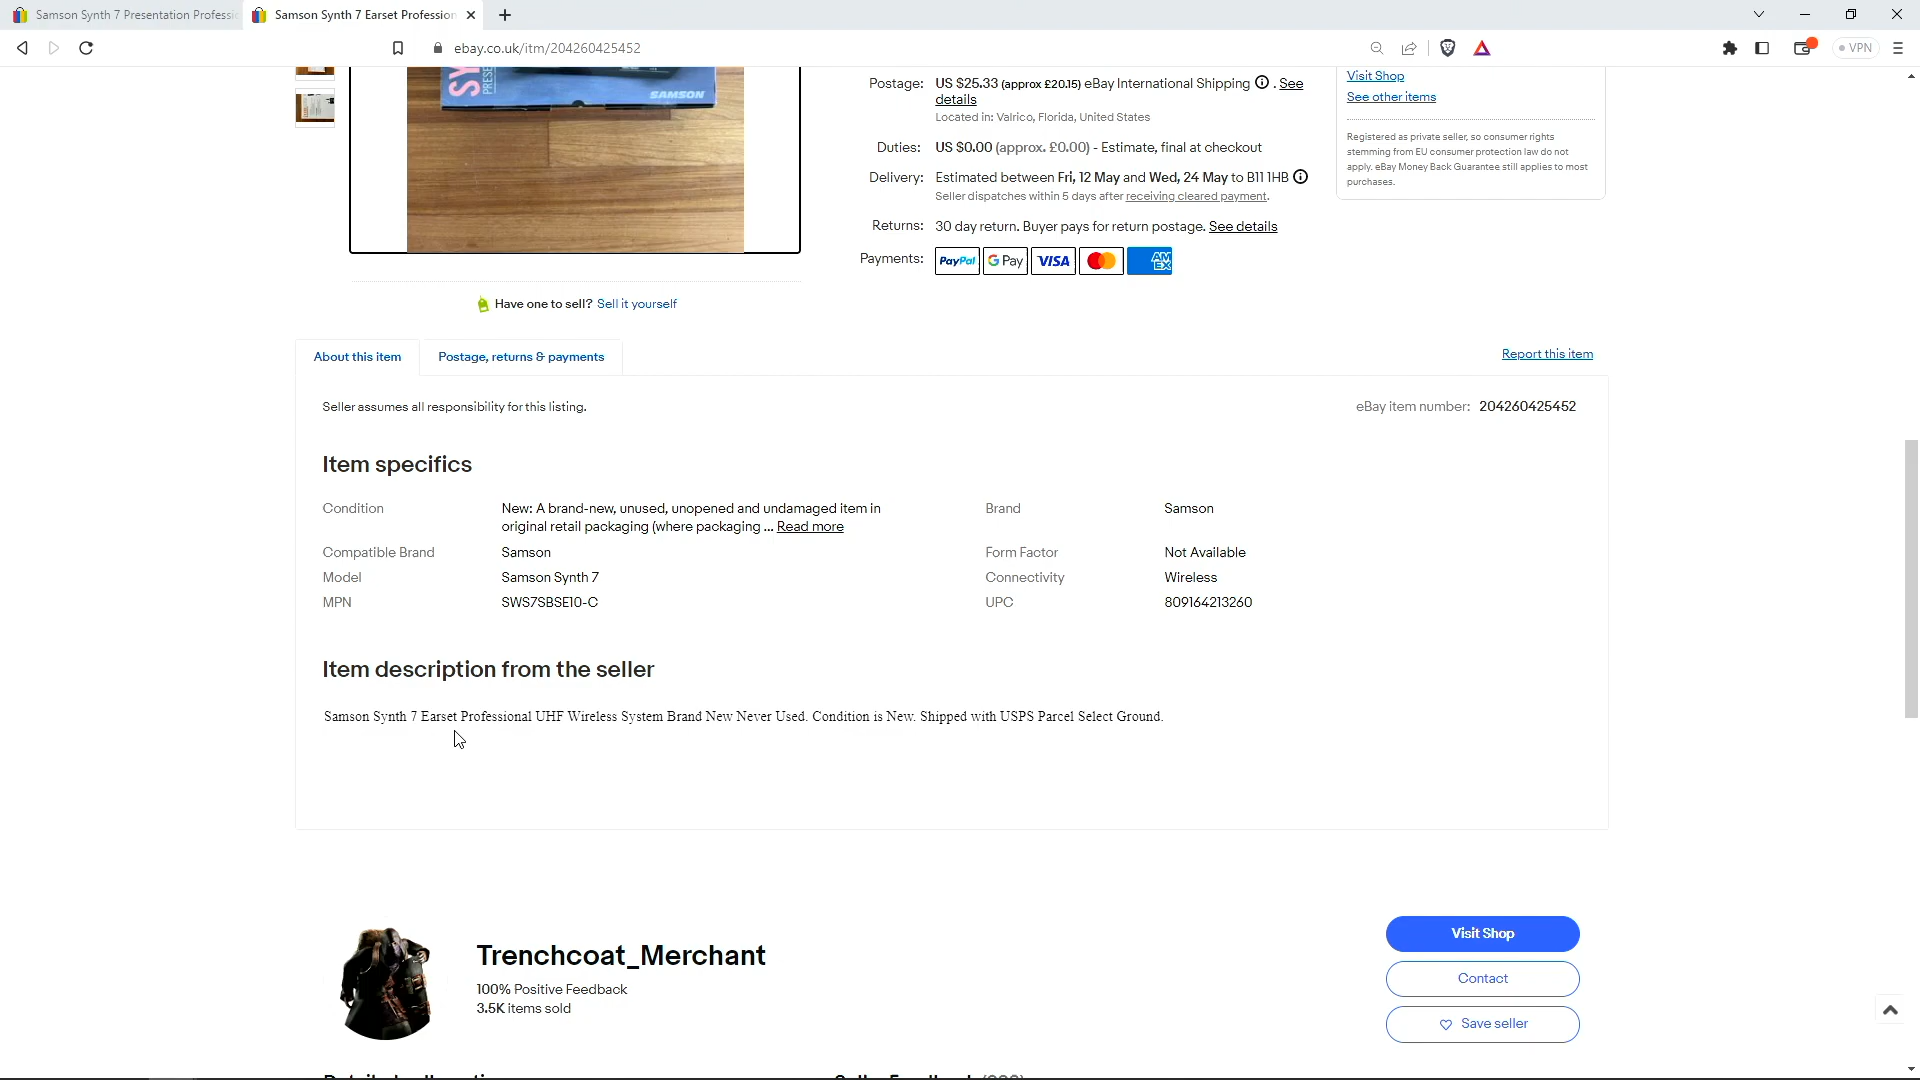 Samson Synth 7 Presentation Professi
Samson Synth 7 Earset Profession
ebay.co.uk/itm/204260425452
VPN
SAMSON
Postage: US $25.33 (approx £20.15) eBay International Shipping . See
details
Located in: Valrico, Florida, United States
Duties: US $0.00 (approx. £0.00) - Estimate, final at checkout
Delivery: Estimated between Fri, 12 May and Wed, 24 May to B11 1HB
Seller dispatches within 5 days after receiving cleared payment.
Returns: 30 day return. Buyer pays for return postage. See details
Payments: PayPal G Pay VISA AM EX
Visit Shop
See other items
Registered as private seller, so consumer rights
stemming from EU consumer protection law do not
apply. eBay Money Back Guarantee still applies to most
purchases.
Have one to sell? Sell it yourself
About this item Postage, returns & payments Report this item
Seller assumes all responsibility for this listing. eBay item number: 204260425452
Item specifics
Condition New: A brand-new, unused, unopened and undamaged item in
original retail packaging (where packaging ... Read more
Brand Samson
Compatible Brand Samson Form Factor Not Available
Model Samson Synth 7 Connectivity Wireless
MPN SWS7SBSE10-C UPC 809164213260
Item description from the seller
Samson Synth 7 Earset Professional UHF Wireless System Brand New Never Used. Condition is New. Shipped with USPS Parcel Select Ground.
Trenchcoat_Merchant
100% Positive Feedback
3.5K items sold
Visit Shop
Contact
Save seller